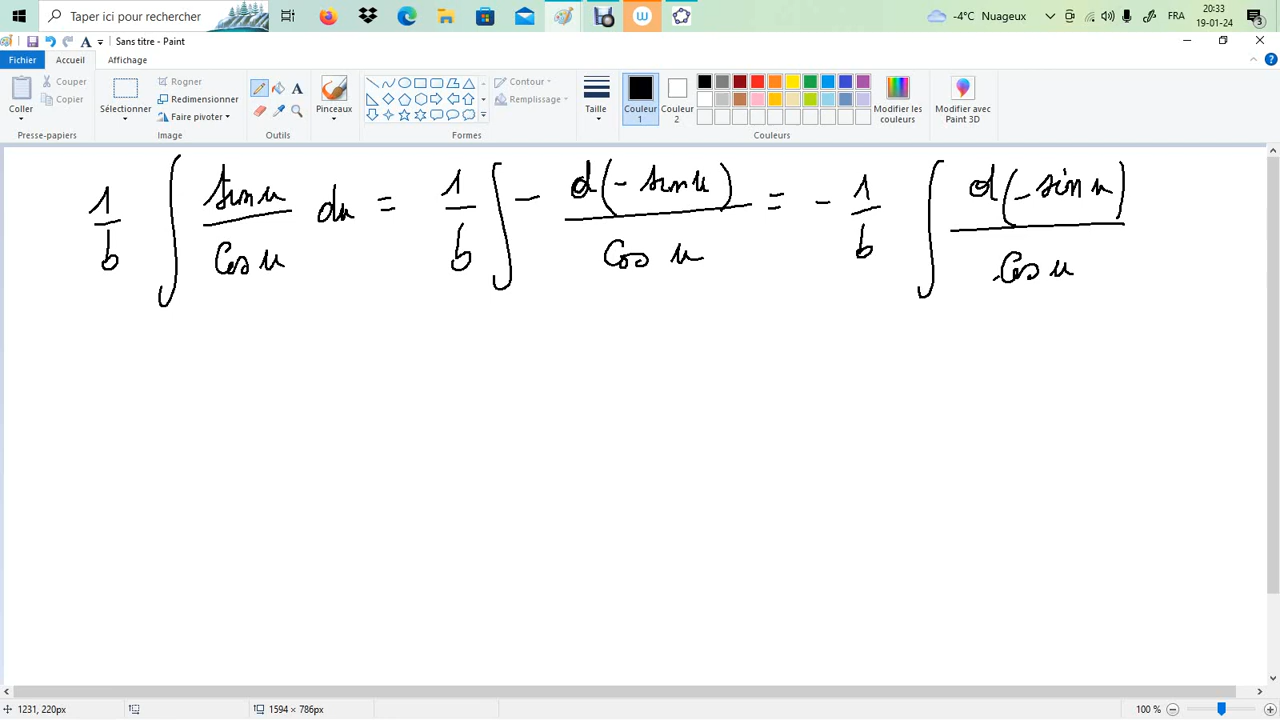 Taper ici pour rechercher -4°C Nuageux FRA 20:33 19-01-24 3
Sans titre - Paint
Fichier Accueil Affichage
Coller Couper Copier Presse-papiers
Sélectionner Rogner Redimensionner Faire pivoter Image
A Outils
Pinceaux
Contour Remplissage Formes
Taille
Couleur 1 Couleur 2 Modifier les couleurs Couleurs
Modifier avec Paint 3D
1/b ∫ sin u / cos u du = 1/b ∫ - d(- sin u) / cos u = - 1/b ∫ d(- sin u) / cos u
1231, 220px 1594 × 786px 100 %